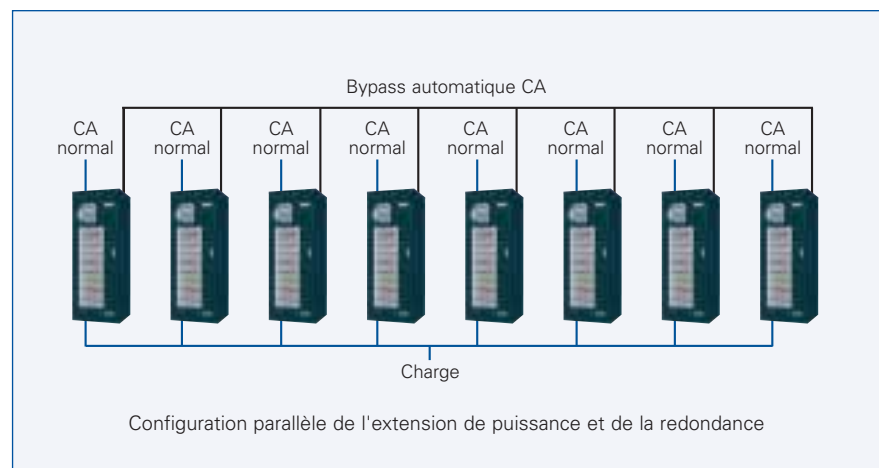 Bypass automatique CA
CA normal
CA normal
CA normal
CA normal
CA normal
CA normal
CA normal
CA normal
Charge
Configuration parallèle de l'extension de puissance et de la redondance